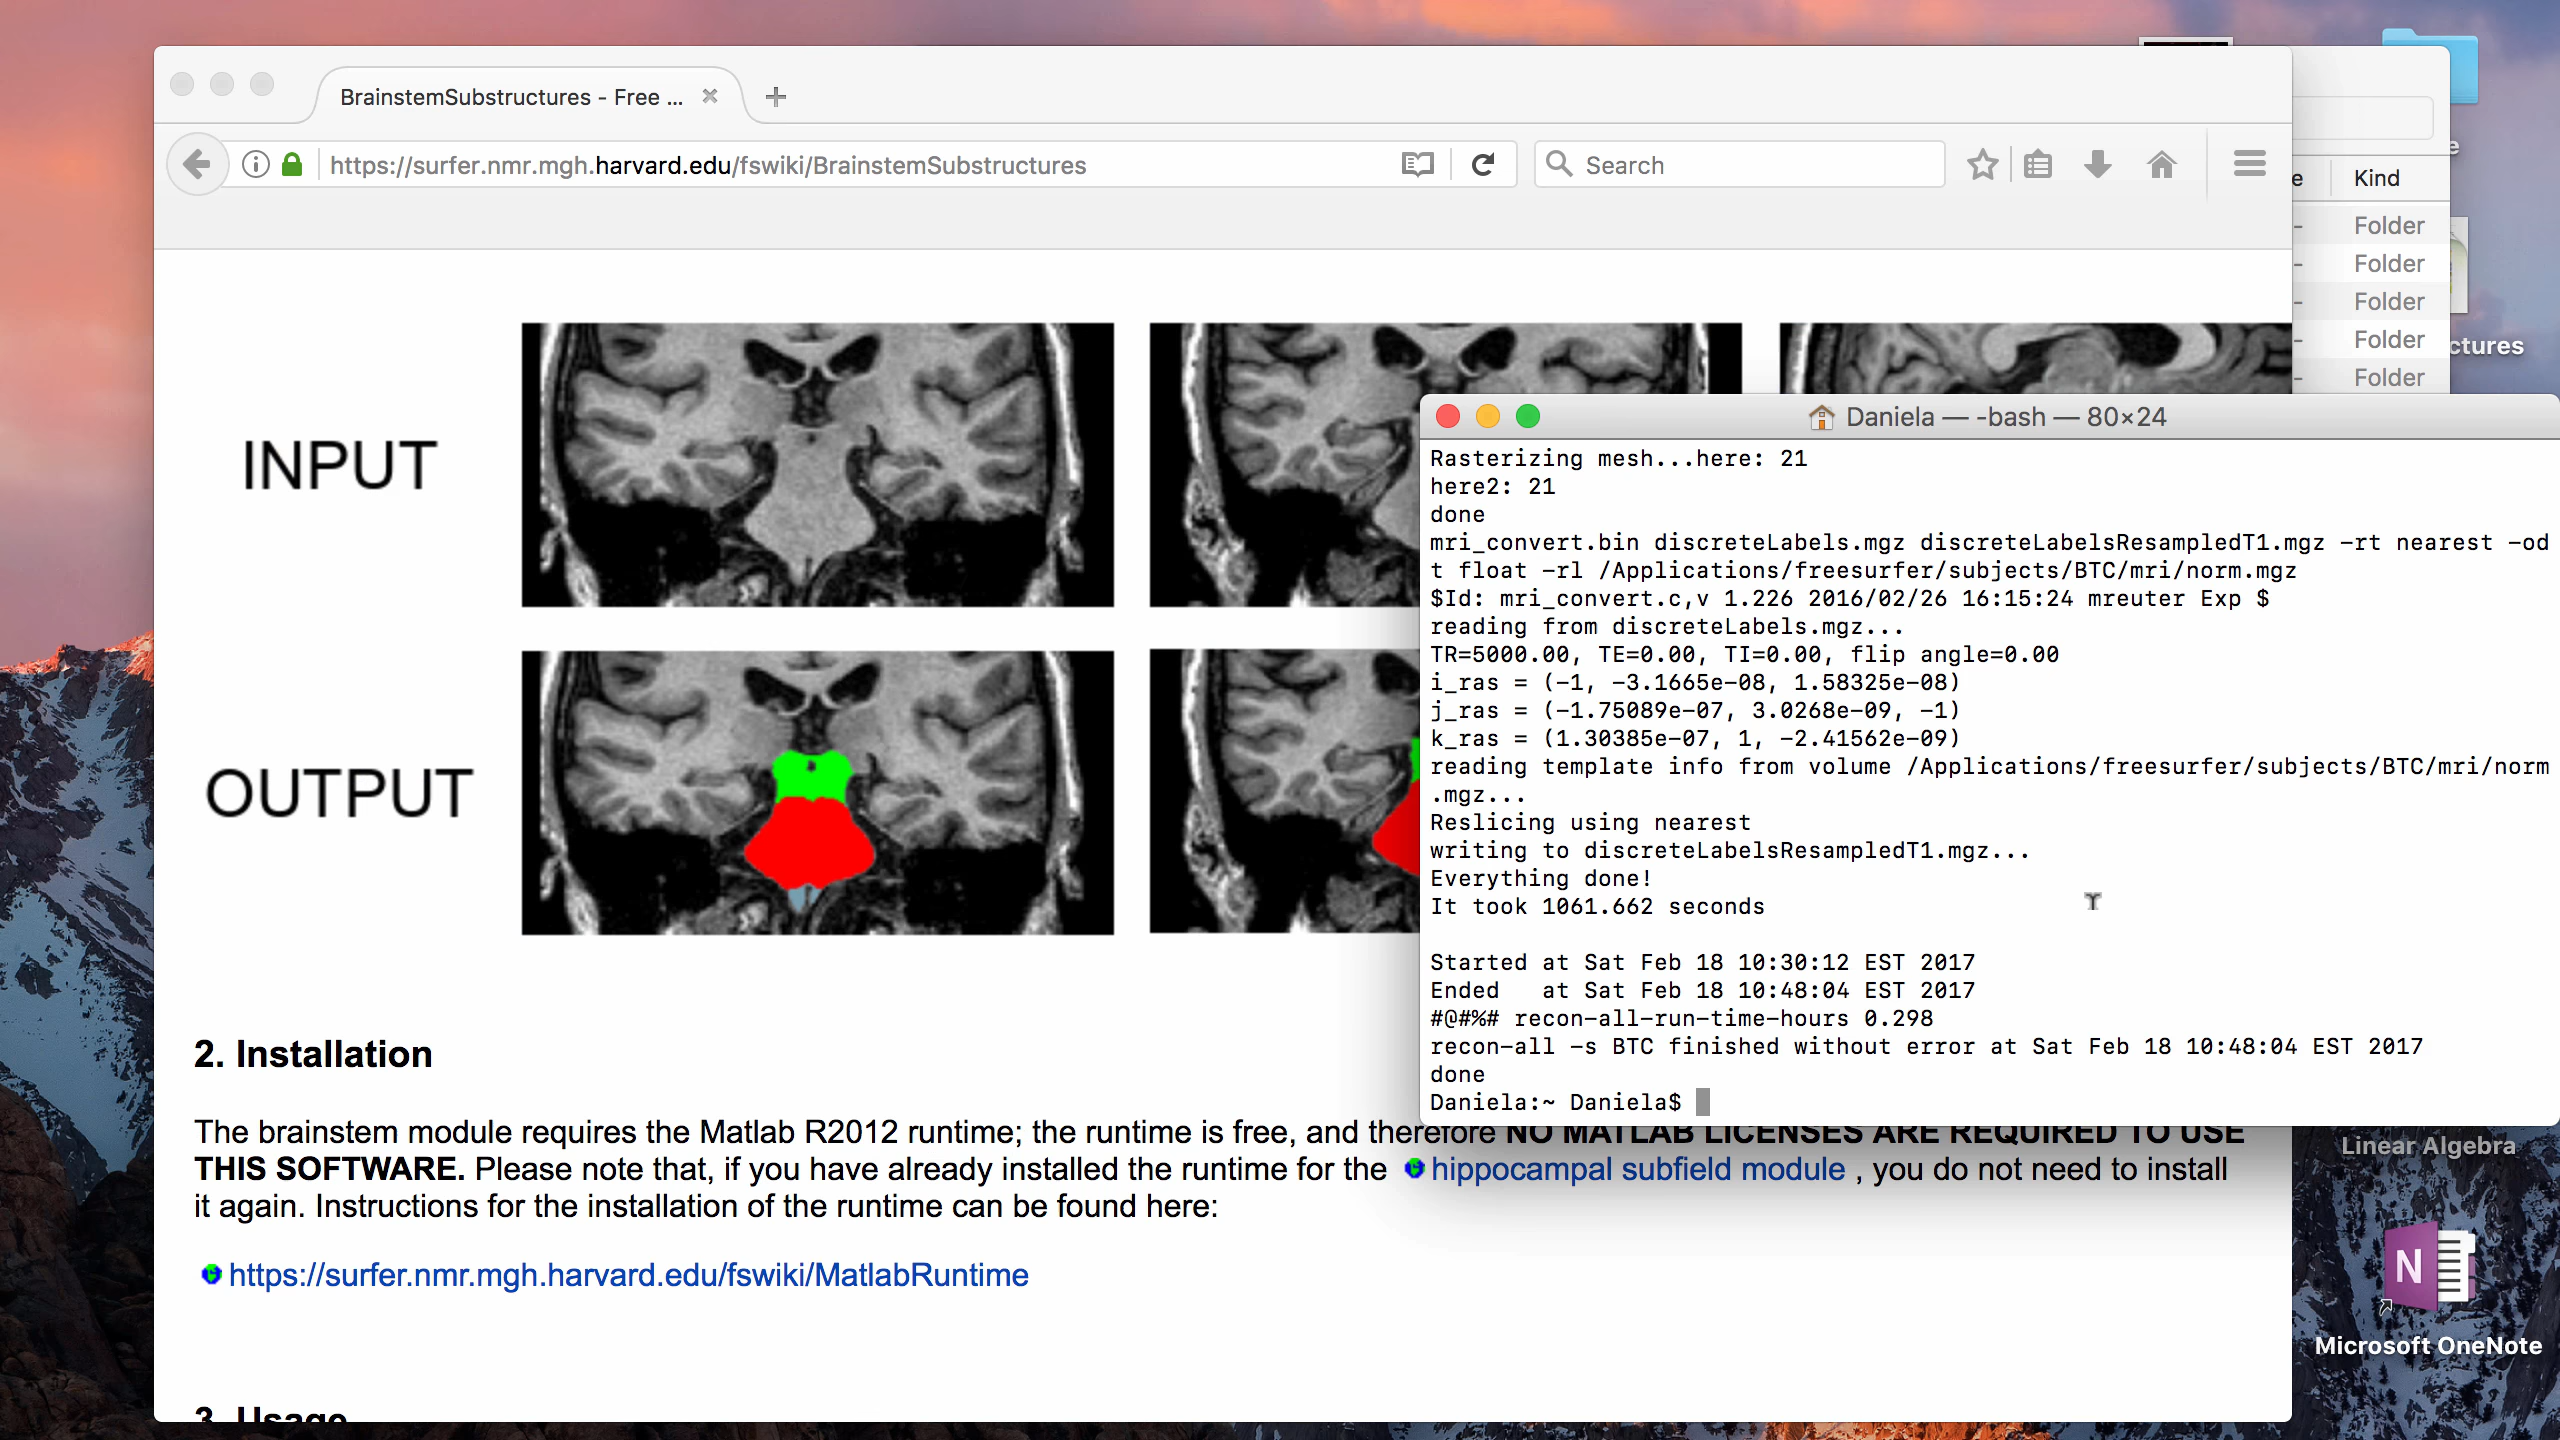 BrainstemSubstructures - Free ...
https://surfer.nmr.mgh.harvard.edu/fswiki/BrainstemSubstructures
Search
e
Kind
- Folder
- Folder
- Folder
- Folder
- Folder
e
ctures
INPUT
OUTPUT
Daniela — -bash — 80×24
Rasterizing mesh...here: 21
here2: 21
done
mri_convert.bin discreteLabels.mgz discreteLabelsResampledT1.mgz -rt nearest -od
t float -rl /Applications/freesurfer/subjects/BTC/mri/norm.mgz
$Id: mri_convert.c,v 1.226 2016/02/26 16:15:24 mreuter Exp $
reading from discreteLabels.mgz...
TR=5000.00, TE=0.00, TI=0.00, flip angle=0.00
i_ras = (-1, -3.1665e-08, 1.58325e-08)
j_ras = (-1.75089e-07, 3.0268e-09, -1)
k_ras = (1.30385e-07, 1, -2.41562e-09)
reading template info from volume /Applications/freesurfer/subjects/BTC/mri/norm
.mgz...
Reslicing using nearest
writing to discreteLabelsResampledT1.mgz...
Everything done!
It took 1061.662 seconds
Started at Sat Feb 18 10:30:12 EST 2017
Ended   at Sat Feb 18 10:48:04 EST 2017
#@#%# recon-all-run-time-hours 0.298
recon-all -s BTC finished without error at Sat Feb 18 10:48:04 EST 2017
done
Daniela:~ Daniela$
2. Installation
The brainstem module requires the Matlab R2012 runtime; the runtime is free, and therefore NO MATLAB LICENSES ARE REQUIRED TO USE
THIS SOFTWARE. Please note that, if you have already installed the runtime for the hippocampal subfield module , you do not need to install
it again. Instructions for the installation of the runtime can be found here:
https://surfer.nmr.mgh.harvard.edu/fswiki/MatlabRuntime
3. Usage
Linear Algebra
N
Microsoft OneNote